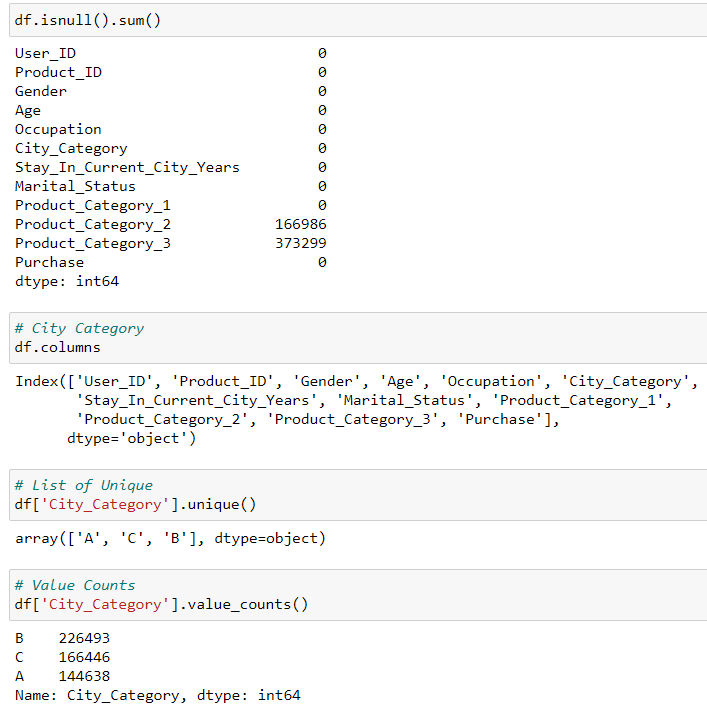 df.isnull().sum()
User_ID 0
Product_ID 0
Gender 0
Age 0
Occupation 0
City_Category 0
Stay_In_Current_City_Years 0
Marital_Status 0
Product_Category_1 0
Product_Category_2 166986
Product_Category_3 373299
Purchase 0
dtype: int64
# City Category
df.columns
Index(['User_ID', 'Product_ID', 'Gender', 'Age', 'Occupation', 'City_Category',
'Stay_In_Current_City_Years', 'Marital_Status', 'Product_Category_1',
'Product_Category_2', 'Product_Category_3', 'Purchase'],
dtype='object')
# List of Unique
df['City_Category'].unique()
array(['A', 'C', 'B'], dtype=object)
# Value Counts
df['City_Category'].value_counts()
B 226493
C 166446
A 144638
Name: City_Category, dtype: int64